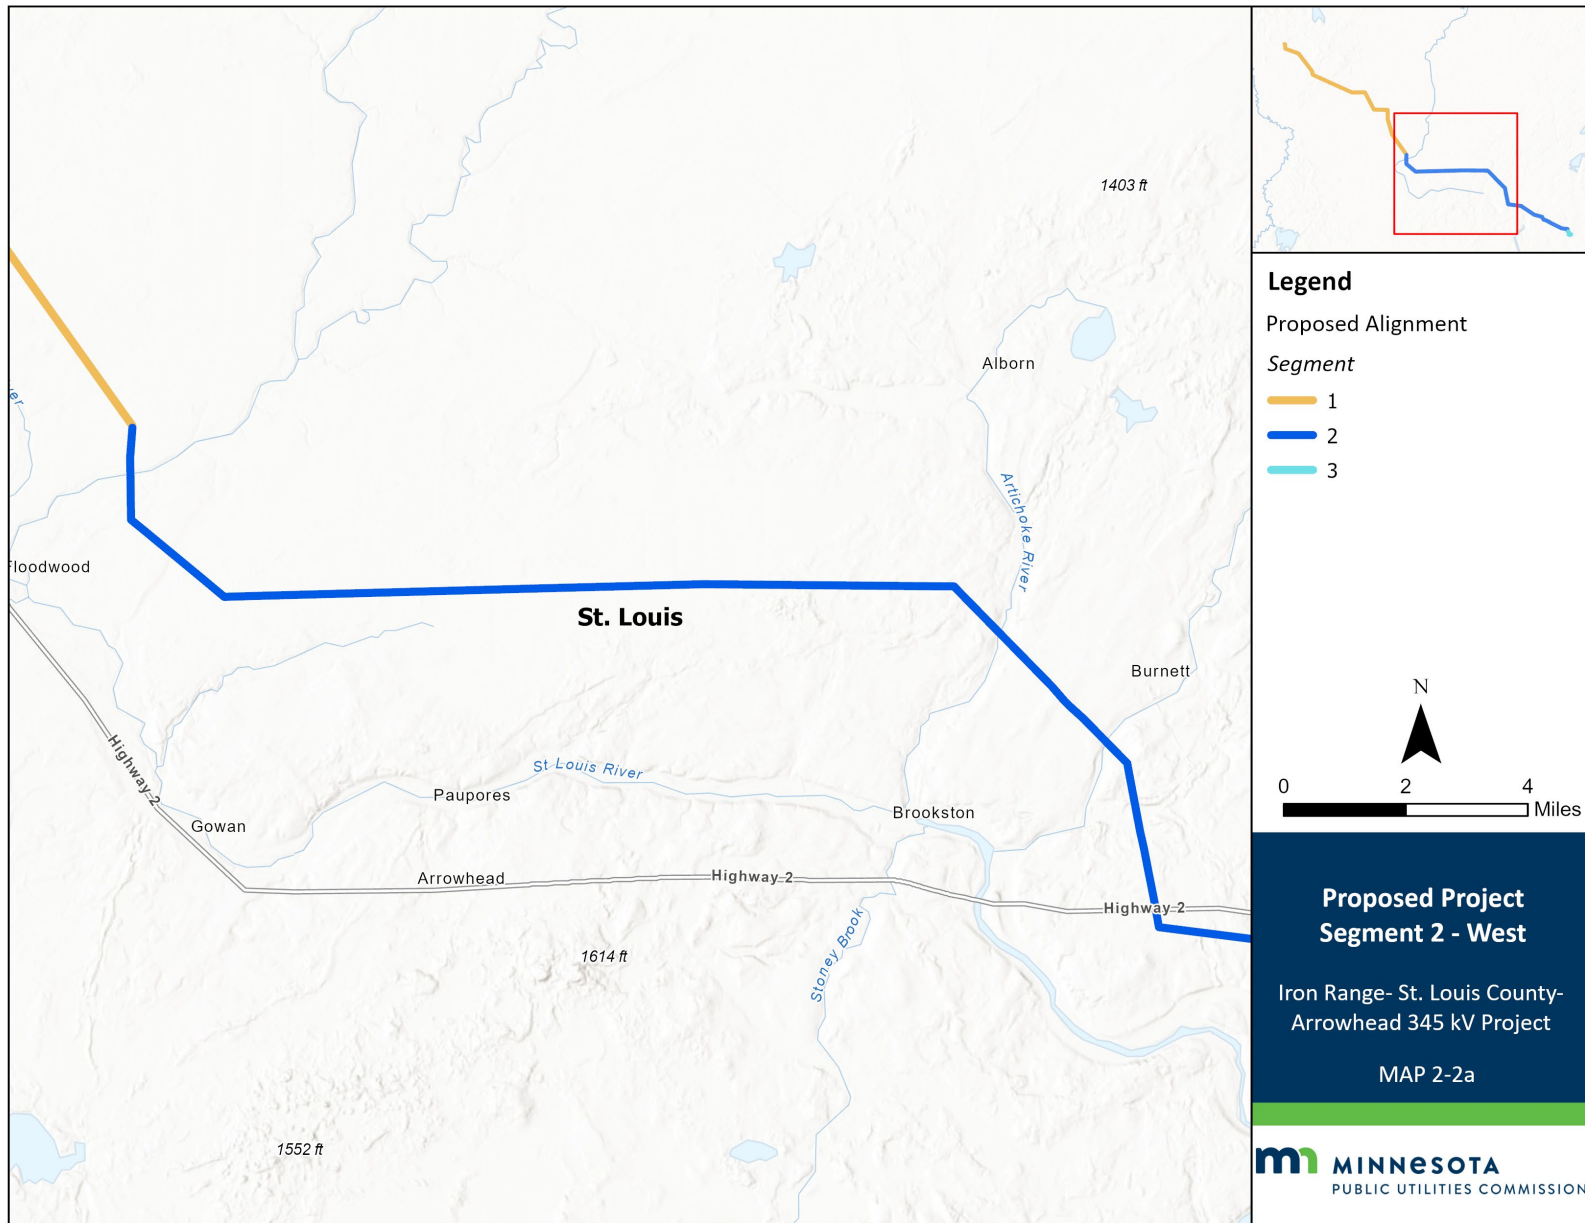 1403 ft
Alborn
er
Artichoke River
Floodwood
St. Louis
Burnett
Highway 2
St Louis River
Paupores
Brookston
Gowan
Arrowhead
Highway 2
Highway 2
Stoney Brook
1614 ft
1552 ft
Legend
Proposed Alignment
Segment
1
2
3
N
0 2 4
Miles
Proposed Project
Segment 2 - West
Iron Range- St. Louis County-
Arrowhead 345 kV Project
MAP 2-2a
mn MINNESOTA
PUBLIC UTILITIES COMMISSION